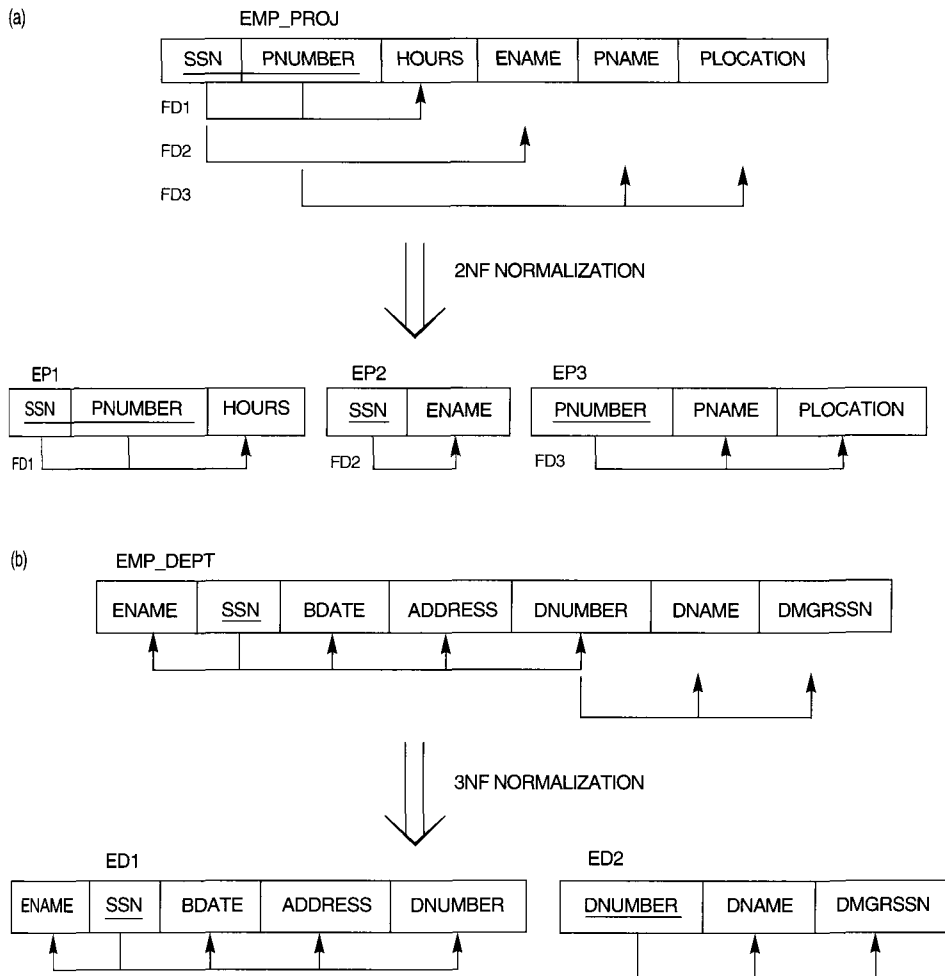 (a)
EMP_PROJ
SSN PNUMBER HOURS ENAME PNAME PLOCATION
FD1
FD2
FD3
2NF NORMALIZATION
EP1
SSN PNUMBER HOURS
FD1
EP2
SSN ENAME
FD2
EP3
PNUMBER PNAME PLOCATION
FD3
(b)
EMP_DEPT
ENAME SSN BDATE ADDRESS DNUMBER DNAME DMGRSSN
3NF NORMALIZATION
ED1
ENAME SSN BDATE ADDRESS DNUMBER
ED2
DNUMBER DNAME DMGRSSN